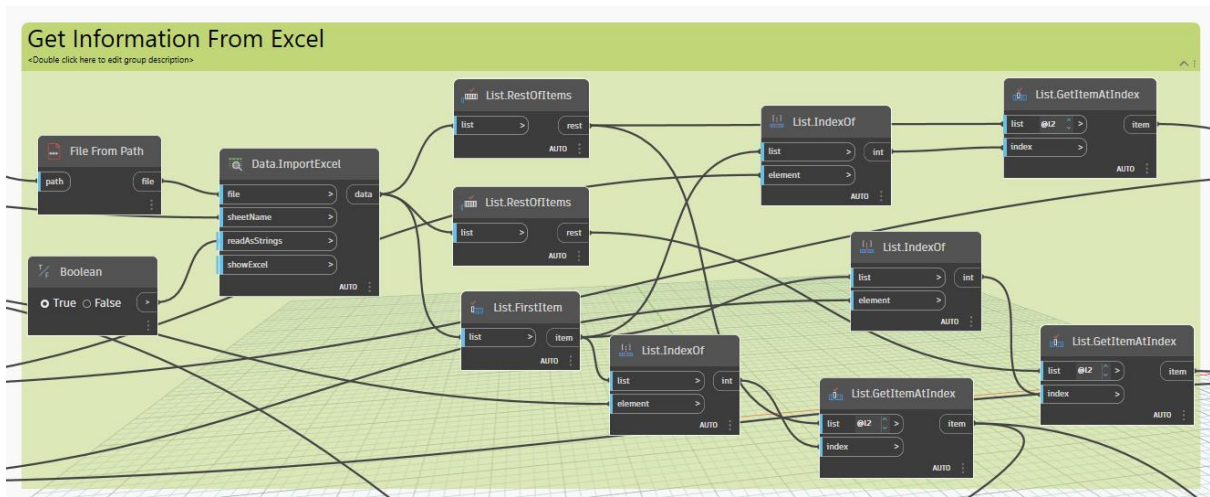 Get Information From Excel
<Double click here to edit group description>
File From Path
path >
file
Boolean
True False >
Data.ImportExcel
file > data
sheetName >
readAsStrings >
showExcel >
AUTO
List.RestOfItems
list > rest
AUTO
List.RestOfItems
list > rest
AUTO
List.FirstItem
list > item
AUTO
List.IndexOf
list > int
element >
AUTO
List.IndexOf
list > int
element >
AUTO
List.IndexOf
list > int
element >
AUTO
List.GetItemAtIndex
list @L2 > item
index >
AUTO
List.GetItemAtIndex
list @L2 > item
index >
AUTO
List.GetItemAtIndex
list @L2 > item
index >
AUTO